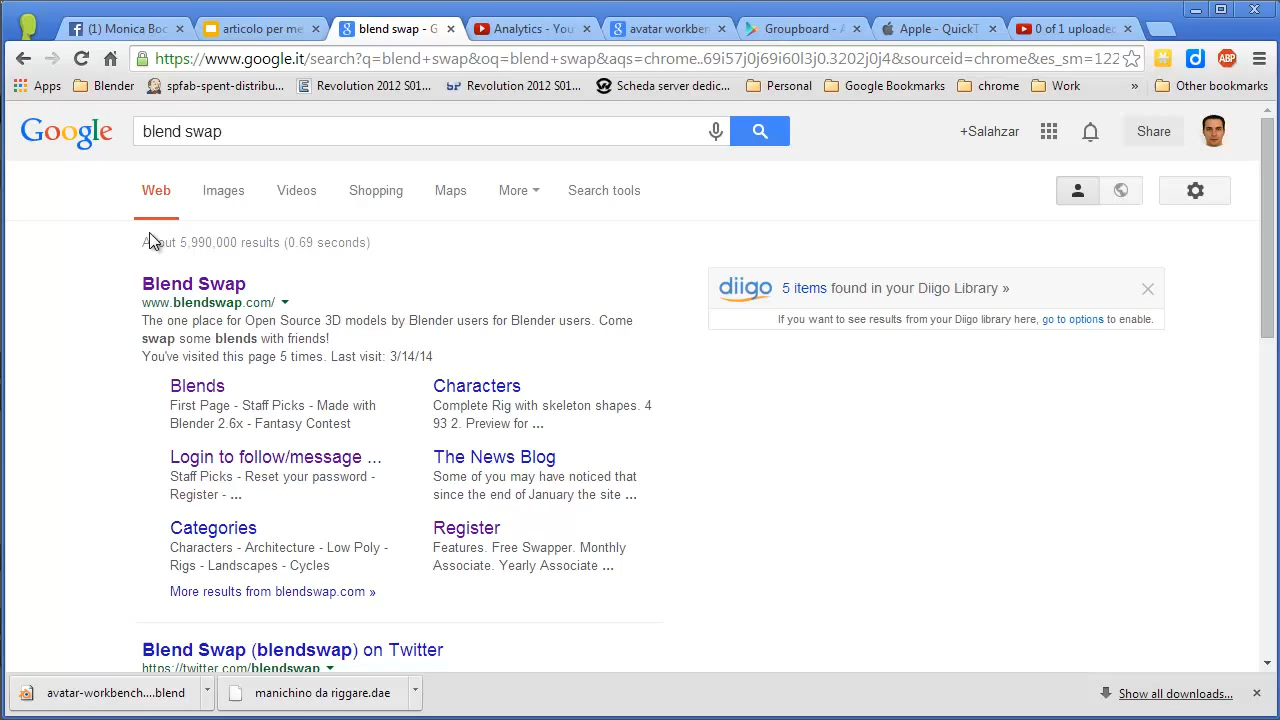 (1) Monica Boc
articolo per me
blend swap - G
Analytics - You
avatar workben
Groupboard - A
Apple - QuickT
0 of 1 uploade
https://www.google.it/search?q=blend+swap&oq=blend+swap&aqs=chrome..69i57j0j69i60l3j0.3202j0j4&sourceid=chrome&es_sm=122
ABP
Apps
Blender
spfab-spent-distribu...
Revolution 2012 S01...
Revolution 2012 S01...
Scheda server dedic...
Personal
Google Bookmarks
chrome
Work
»
Other bookmarks
Google
blend swap
+Salahzar
Share
Web
Images
Videos
Shopping
Maps
More
Search tools
About 5,990,000 results (0.69 seconds)
Blend Swap
www.blendswap.com/
The one place for Open Source 3D models by Blender users for Blender users. Come
swap some blends with friends!
You've visited this page 5 times. Last visit: 3/14/14
diigo 5 items found in your Diigo Library »
If you want to see results from your Diigo library here, go to options to enable.
Blends
First Page - Staff Picks - Made with
Blender 2.6x - Fantasy Contest
Characters
Complete Rig with skeleton shapes. 4
93 2. Preview for ...
Login to follow/message ...
Staff Picks - Reset your password -
Register - ...
The News Blog
Some of you may have noticed that
since the end of January the site ...
Categories
Characters - Architecture - Low Poly -
Rigs - Landscapes - Cycles
Register
Features. Free Swapper. Monthly
Associate. Yearly Associate ...
More results from blendswap.com »
Blend Swap (blendswap) on Twitter
https://twitter.com/blendswap
avatar-workbench....blend
manichino da riggare.dae
Show all downloads...